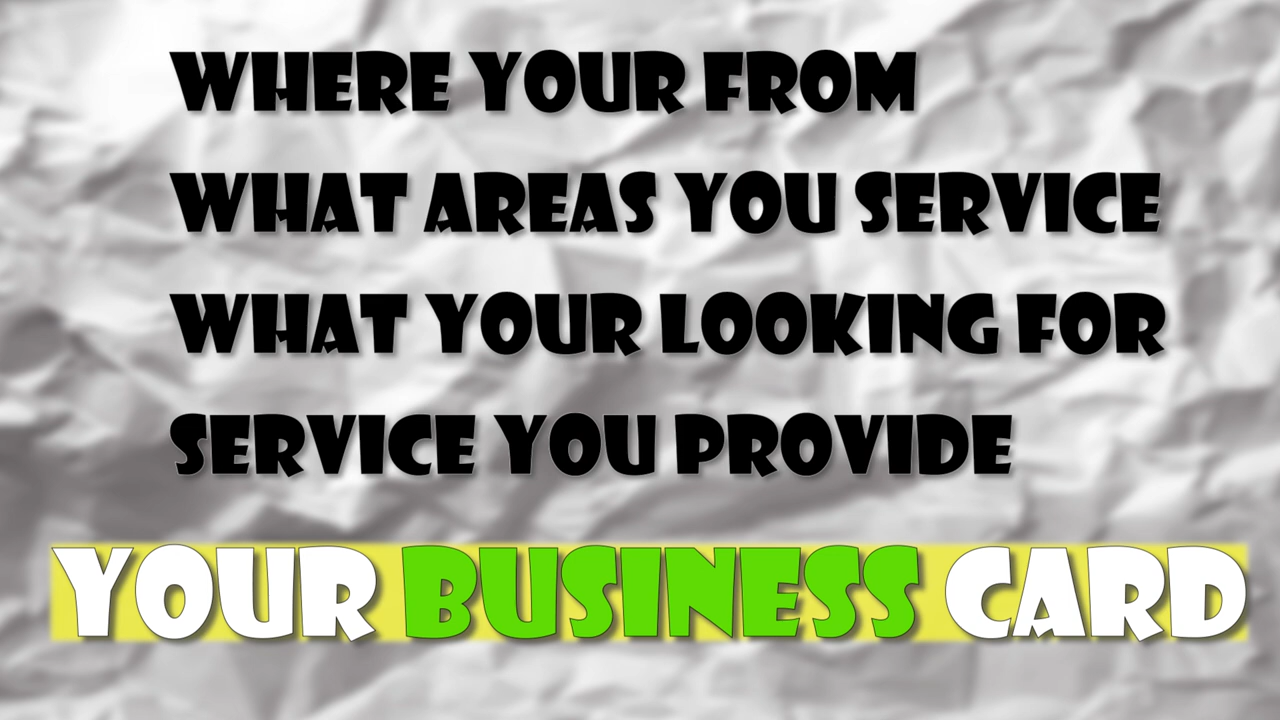 WHERE YOUR FROM
WHAT AREAS YOU SERVICE
WHAT YOUR LOOKING FOR
SERVICE YOU PROVIDE
YOUR BUSINESS CARD